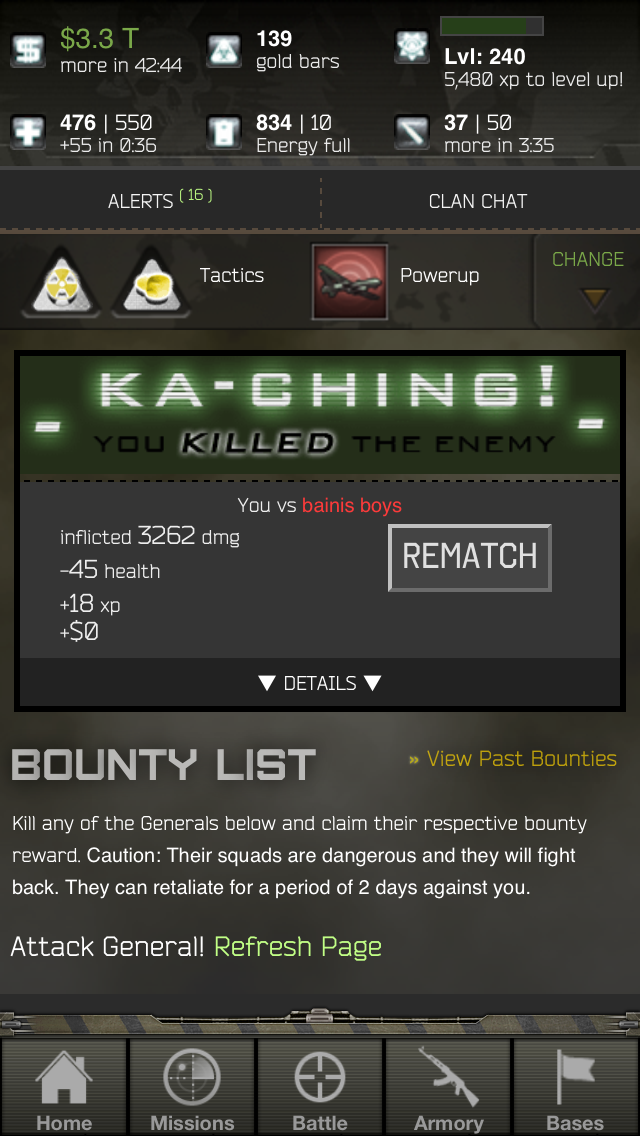 $3.3 T
more in 42:44
139
gold bars
Lvl: 240
5,480 xp to level up!
476 | 550
+55 in 0:36
834 | 10
Energy full
37 | 50
more in 3:35
ALERTS (16)
CLAN CHAT
Tactics
Powerup
CHANGE
- KA-CHING! -
YOU KILLED THE ENEMY
You vs bainis boys
inflicted 3262 dmg
-45 health
+18 xp
+$0
REMATCH
▼ DETAILS ▼
BOUNTY LIST
» View Past Bounties
Kill any of the Generals below and claim their respective bounty
reward. Caution: Their squads are dangerous and they will fight
back. They can retaliate for a period of 2 days against you.
Attack General! Refresh Page
Home
Missions
Battle
Armory
Bases